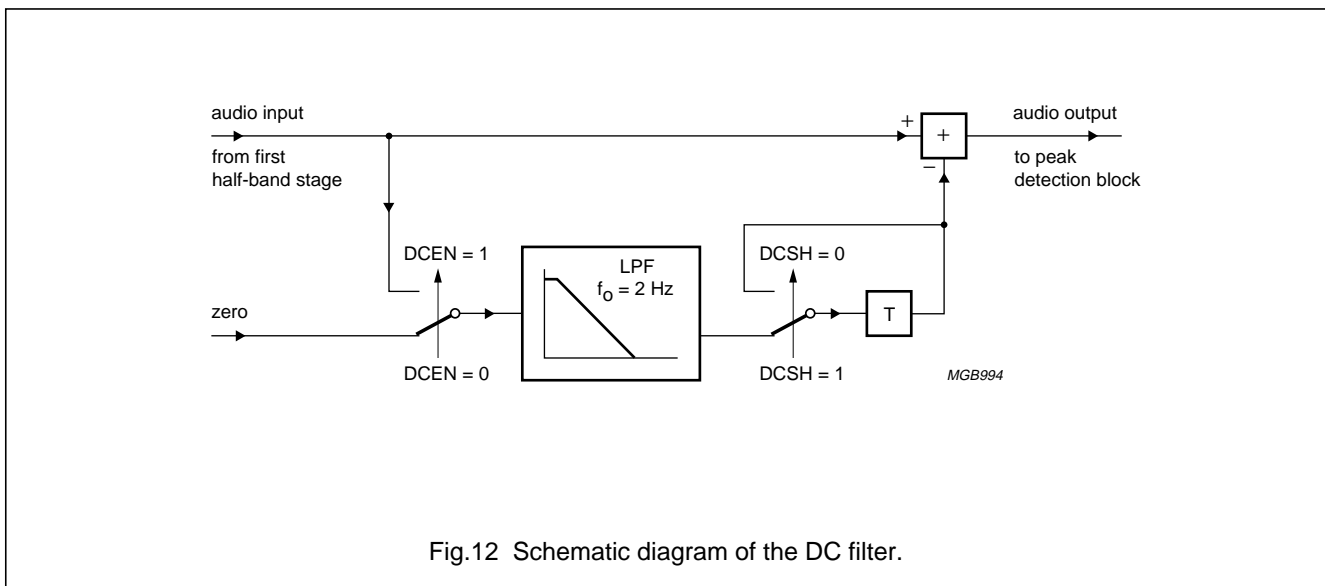 audio input
from first
half-band stage
+
+
−
audio output
to peak
detection block
DCEN = 1
LPF
fo = 2 Hz
DCSH = 0
zero
T
DCEN = 0
DCSH = 1
MGB994
Fig.12 Schematic diagram of the DC filter.